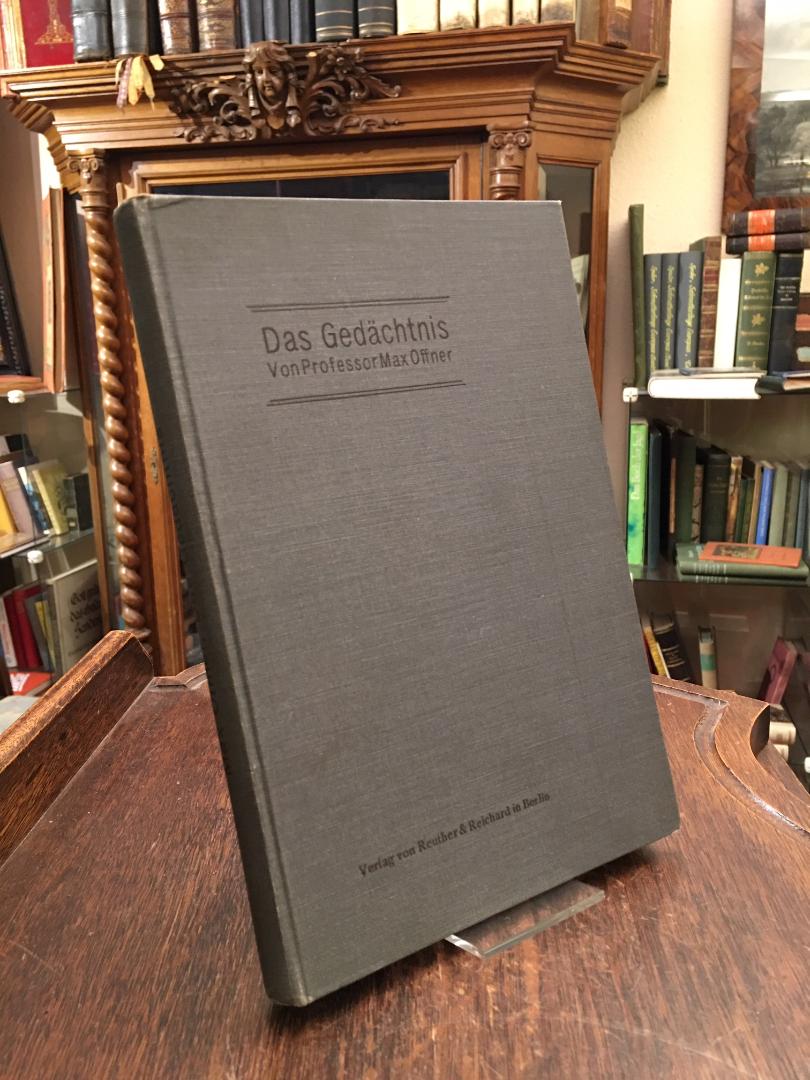 Das Gedächtnis
Von Professor Max Offner
Verlag von Reuther & Reichard in Berlin